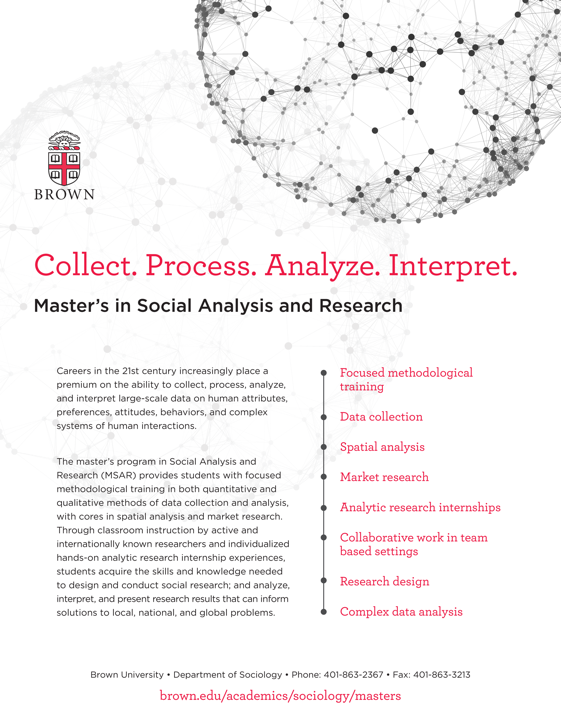 BROWN
Collect. Process. Analyze. Interpret.
Master's in Social Analysis and Research
Careers in the 21st century increasingly place a
premium on the ability to collect, process, analyze,
and interpret large-scale data on human attributes,
preferences, attitudes, behaviors, and complex
systems of human interactions.
The master's program in Social Analysis and
Research (MSAR) provides students with focused
methodological training in both quantitative and
qualitative methods of data collection and analysis,
with cores in spatial analysis and market research.
Through classroom instruction by active and
internationally known researchers and individualized
hands-on analytic research internship experiences,
students acquire the skills and knowledge needed
to design and conduct social research; and analyze,
interpret, and present research results that can inform
solutions to local, national, and global problems.
Focused methodological
training
Data collection
Spatial analysis
Market research
Analytic research internships
Collaborative work in team
based settings
Research design
Complex data analysis
Brown University • Department of Sociology • Phone: 401-863-2367 • Fax: 401-863-3213
brown.edu/academics/sociology/masters